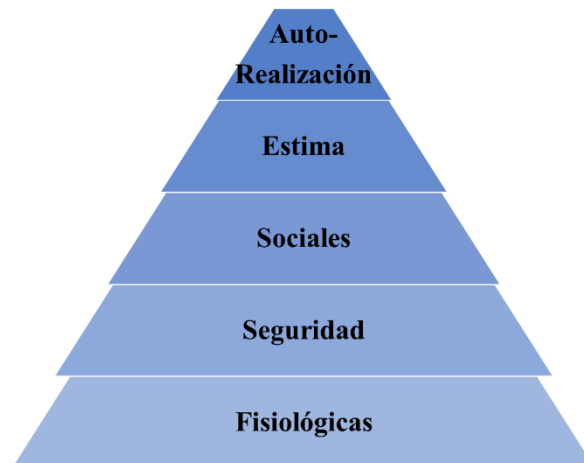 Auto-
Realización
Estima
Sociales
Seguridad
Fisiológicas